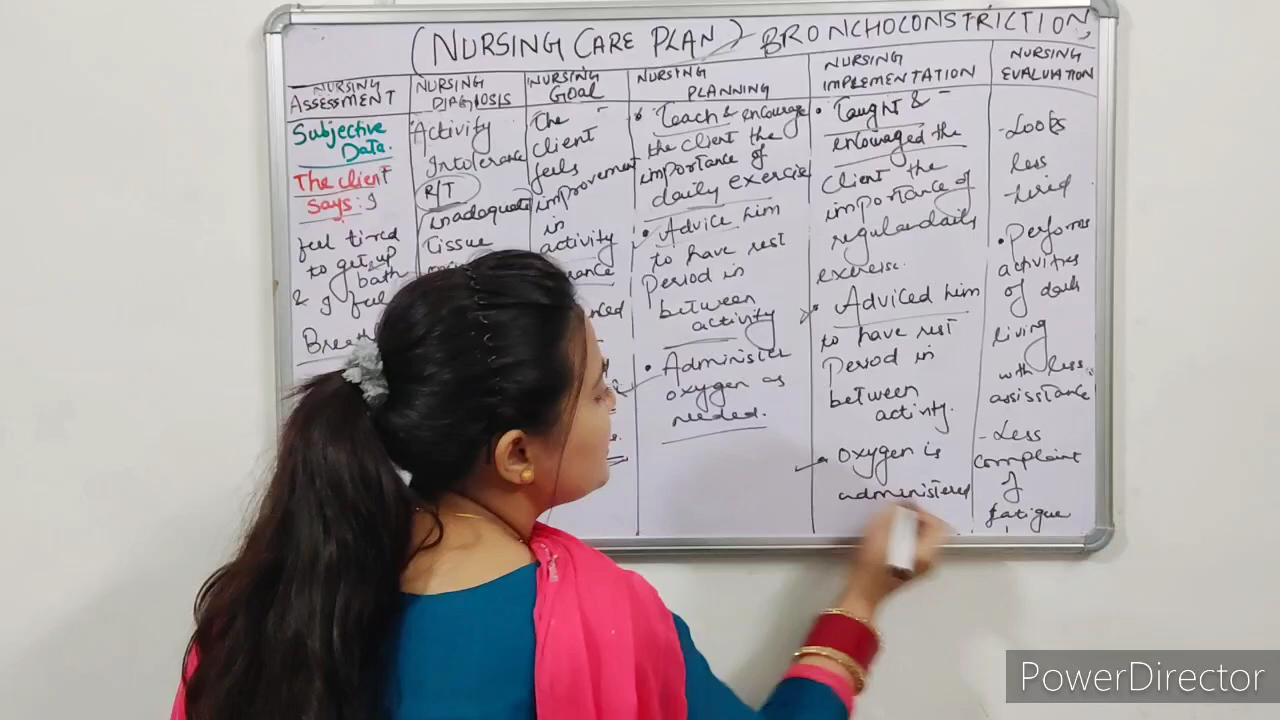 (NURSING CARE PLAN) BRONCHOCONSTRICTION,
NURSING
ASSESSMENT
Subjective
Data.
The client
says: I
feel tired
to get up
bath
& I feel
Breath
NURSING
DIAGIOSIS
Activity
Intolerance
R/T
inadequate
tissue
NURSING
GOAL
The
client
feels
improvement
in
activity
NURSING
PLANNING
• Teach & encourage
the client the
importance of
daily exercise
• Advice him
to have rest
Period in
between
activity
• Administer
oxygen as
needed.
NURSING
IMPLEMENTATION
• Taught &
encouraged the
Client the
importance of
regular daily
exercise.
• Adviced him
to have rest
Period in
between
activity.
• Oxygen is
administered
NURSING
EVALUATION
- Looks
less
tired
• Performs
activities
of daily
living
with less
assisstance
- Less
complaint
of
fatigue
PowerDirector